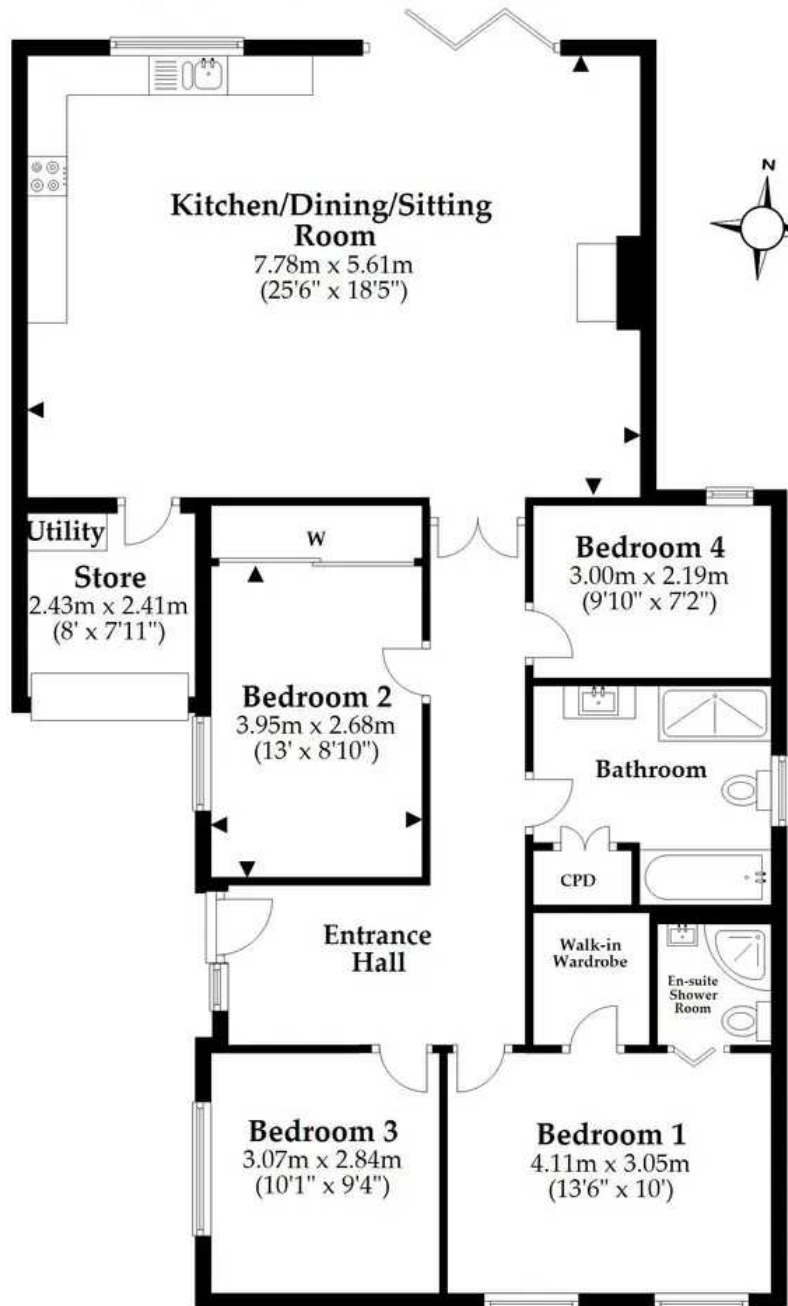 N
Kitchen/Dining/Sitting
Room
7.78m x 5.61m
(25'6" x 18'5")
Utility
Store
2.43m x 2.41m
(8' x 7'11")
W
Bedroom 4
3.00m x 2.19m
(9'10" x 7'2")
Bedroom 2
3.95m x 2.68m
(13' x 8'10")
Bathroom
CPD
Entrance
Hall
Walk-in
Wardrobe
En-suite
Shower
Room
Bedroom 3
3.07m x 2.84m
(10'1" x 9'4")
Bedroom 1
4.11m x 3.05m
(13'6" x 10')